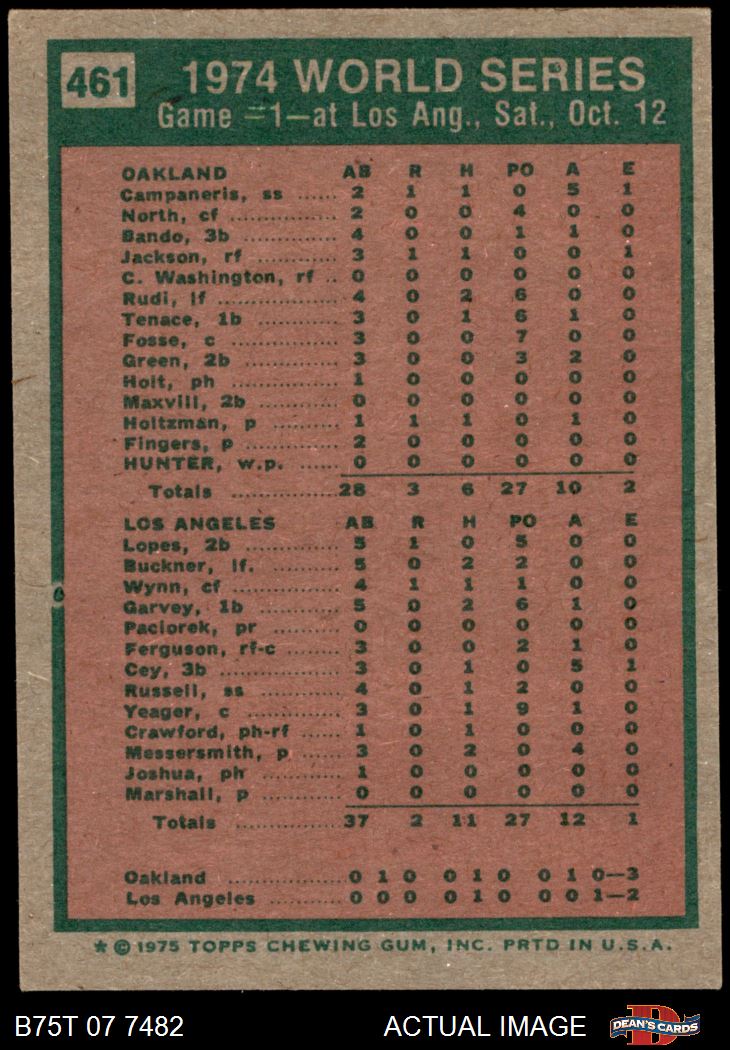 461
1974 WORLD SERIES
Game #1—at Los Ang., Sat., Oct. 12
OAKLAND AB R H PO A E
Campaneris, ss ...... 2 1 1 0 5 1
North, cf ................ 2 0 0 4 0 0
Bando, 3b .............. 4 0 0 1 1 0
Jackson, rf ............ 3 1 1 0 0 1
C. Washington, rf .. 0 0 0 0 0 0
Rudi, lf .................. 4 0 2 6 0 0
Tenace, 1b ............ 3 0 1 6 1 0
Fosse, c ................ 3 0 0 7 0 0
Green, 2b .............. 3 0 0 3 2 0
Holt, ph ................ 1 0 0 0 0 0
Maxvill, 2b ............ 0 0 0 0 0 0
Holtzman, p .......... 1 1 1 0 1 0
Fingers, p .............. 2 0 0 0 0 0
HUNTER, w.p. ...... 0 0 0 0 0 0
Totals ................ 28 3 6 27 10 2
LOS ANGELES AB R H PO A E
Lopes, 2b .............. 5 1 0 5 0 0
Buckner, lf. ............ 5 0 2 2 0 0
Wynn, cf ................ 4 1 1 1 0 0
Garvey, 1b ............ 5 0 2 6 1 0
Paciorek, pr .......... 0 0 0 0 0 0
Ferguson, rf-c ........ 3 0 0 2 1 0
Cey, 3b .................. 3 0 1 0 5 1
Russell, ss ............ 4 0 1 2 0 0
Yeager, c .............. 3 0 1 9 1 0
Crawford, ph-rf ...... 1 0 1 0 0 0
Messersmith, p ...... 3 0 2 0 4 0
Joshua, ph ............ 1 0 0 0 0 0
Marshall, p ............ 0 0 0 0 0 0
Totals ................ 37 2 11 27 12 1
Oakland .................. 0 1 0 0 1 0 0 1 0—3
Los Angeles ............ 0 0 0 0 1 0 0 0 1—2
★ © 1975 TOPPS CHEWING GUM, INC. PRTD IN U.S.A.
B75T 07 7482 ACTUAL IMAGE DEAN'S CARDS